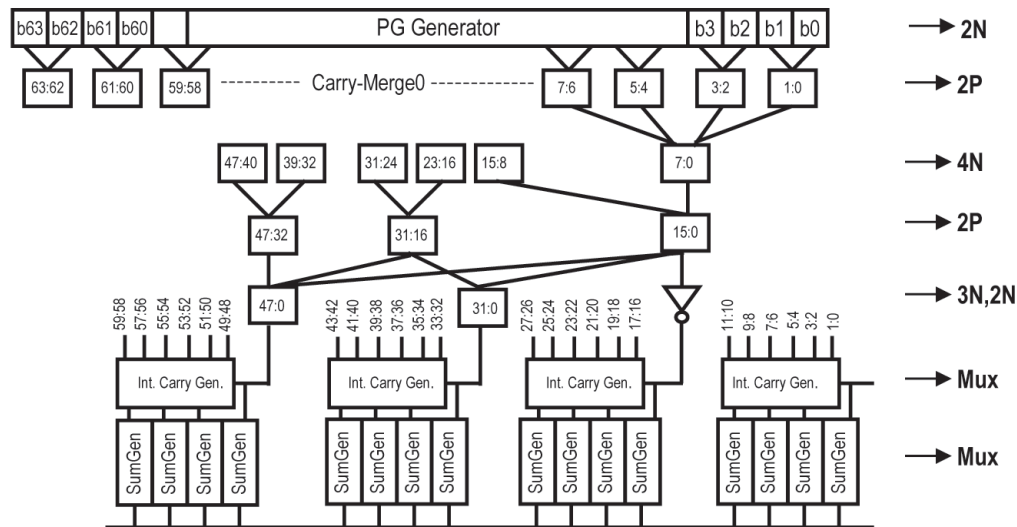 b63 b62 b61 b60 PG Generator b3 b2 b1 b0 2N
63:62 61:60 59:58 Carry-Merge0 7:6 5:4 3:2 1:0 2P
47:40 39:32 31:24 23:16 15:8 7:0 4N
47:32 31:16 15:0 2P
47:0 31:0 3N,2N
59:58 57:56 55:54 53:52 51:50 49:48 43:42 41:40 39:38 37:36 35:34 33:32 27:26 25:24 23:22 21:20 19:18 17:16 11:10 9:8 7:6 5:4 3:2 1:0
Int. Carry Gen. Int. Carry Gen. Int. Carry Gen. Int. Carry Gen. Mux
SumGen SumGen SumGen SumGen SumGen SumGen SumGen SumGen SumGen SumGen SumGen SumGen SumGen SumGen SumGen SumGen Mux